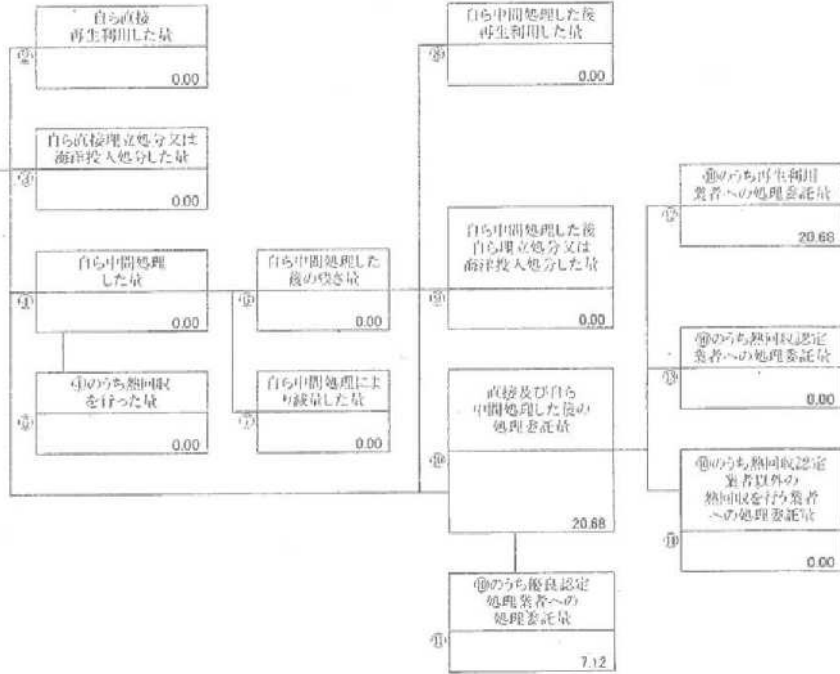 自ら直接
再生利用した量
②
0.00
自ら直接埋立処分又は
海洋投入処分した量
③
0.00
自ら中間処理
した量
④
0.00
④のうち熱回収
を行った量
⑤
0.00
自ら中間処理した
後の残さ量
⑥
0.00
自ら中間処理によ
り減量した量
⑦
0.00
自ら中間処理した後
再生利用した量
⑧
0.00
自ら中間処理した後
自ら埋立処分又は
海洋投入処分した量
⑨
0.00
直接及び自ら
中間処理した後の
処理委託量
⑩
20.68
⑩のうち優良認定
処理業者への
処理委託量
⑪
7.12
⑩のうち再生利用
業者への処理委託量
⑫
20.68
⑩のうち熱回収認定
業者への処理委託量
⑬
0.00
⑩のうち熱回収認定
業者以外の
熱回収を行う業者
への処理委託量
⑭
0.00